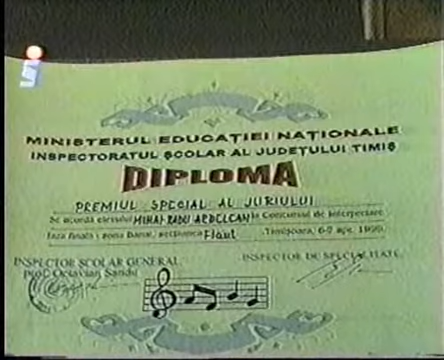 MINISTERUL EDUCAȚIEI NAȚIONALE
INSPECTORATUL ȘCOLAR AL JUDEȚULUI TIMIȘ
DIPLOMA
PREMIUL SPECIAL AL JURIULUI
Se acordă elevului MIHAI RADU la Concursul de Interpretare
faza finală zona Banat, secțiunea Flaut Timișoara, 6-7 apr.
INSPECTOR ȘCOLAR GENERAL INSPECTOR DE SPECIALITATE
prof. Octavian Sandu